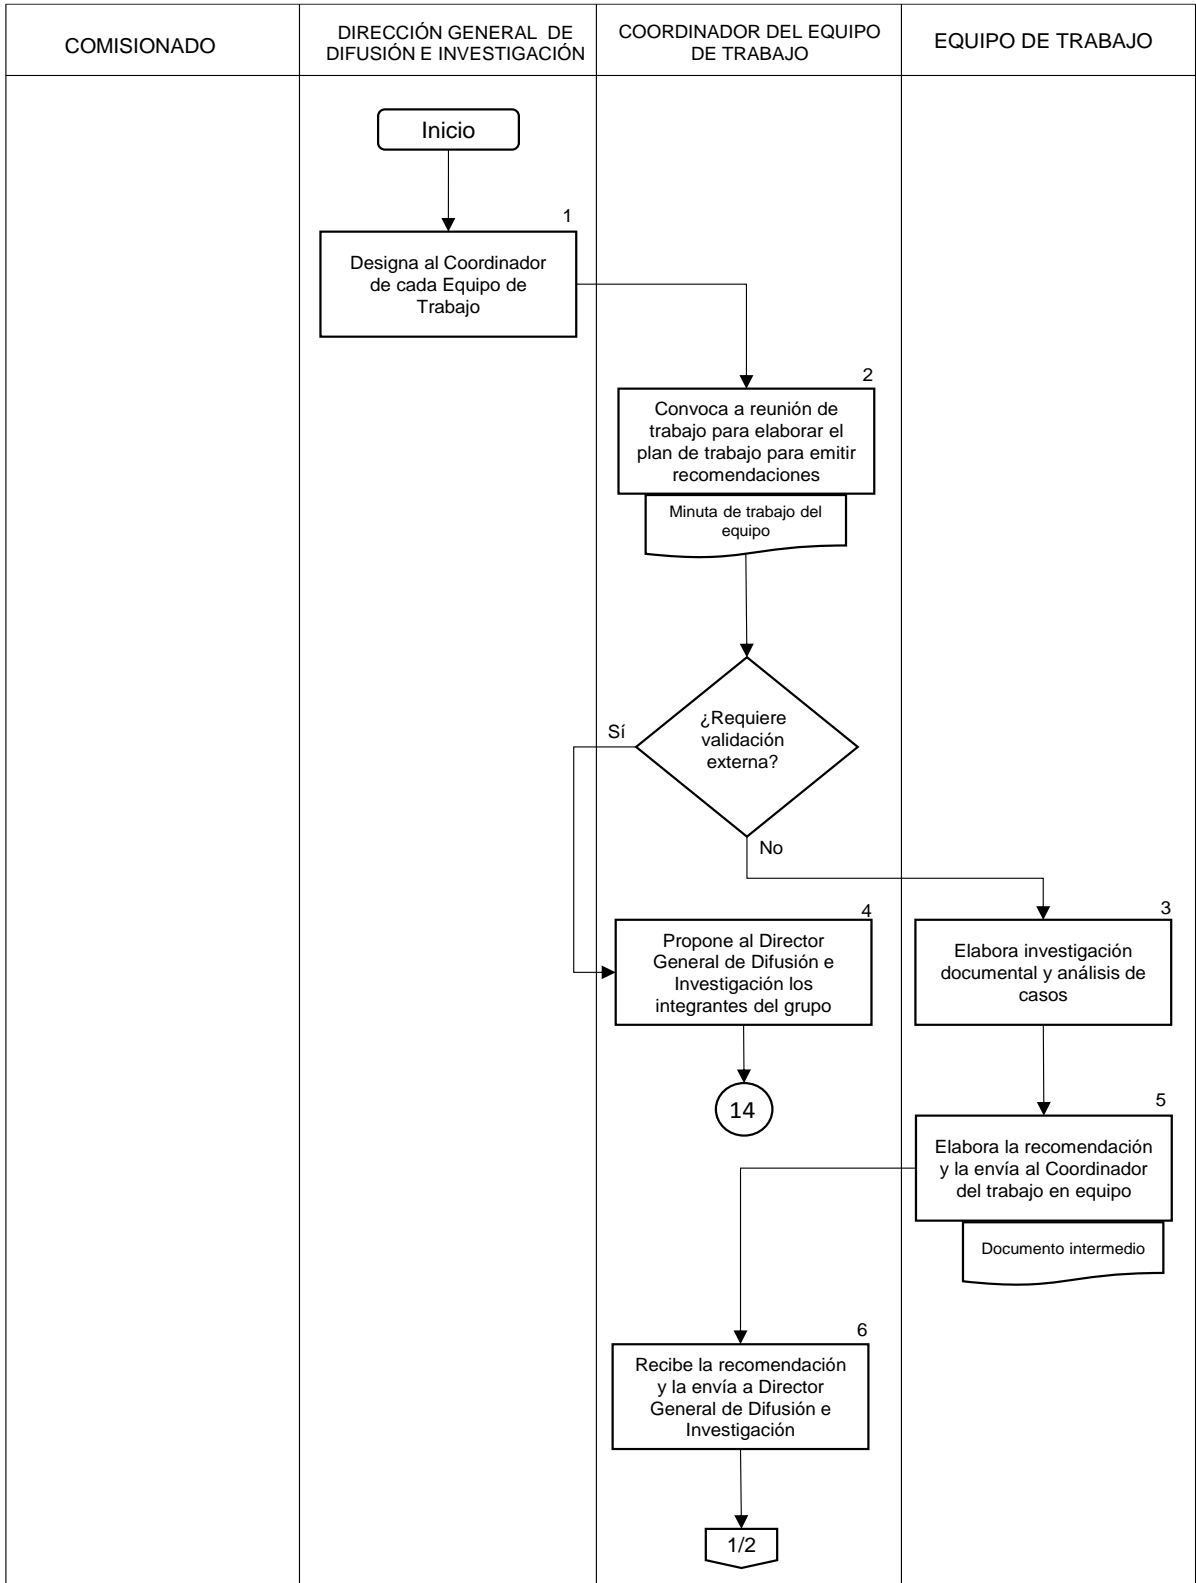 COMISIONADO
DIRECCIÓN GENERAL DE
DIFUSIÓN E INVESTIGACIÓN
COORDINADOR DEL EQUIPO
DE TRABAJO
EQUIPO DE TRABAJO
Inicio
1
Designa al Coordinador
de cada Equipo de
Trabajo
2
Convoca a reunión de
trabajo para elaborar el
plan de trabajo para emitir
recomendaciones
Minuta de trabajo del
equipo
¿Requiere
validación
externa?
Sí
No
4
Propone al Director
General de Difusión e
Investigación los
integrantes del grupo
14
3
Elabora investigación
documental y análisis de
casos
5
Elabora la recomendación
y la envía al Coordinador
del trabajo en equipo
Documento intermedio
6
Recibe la recomendación
y la envía a Director
General de Difusión e
Investigación
1/2